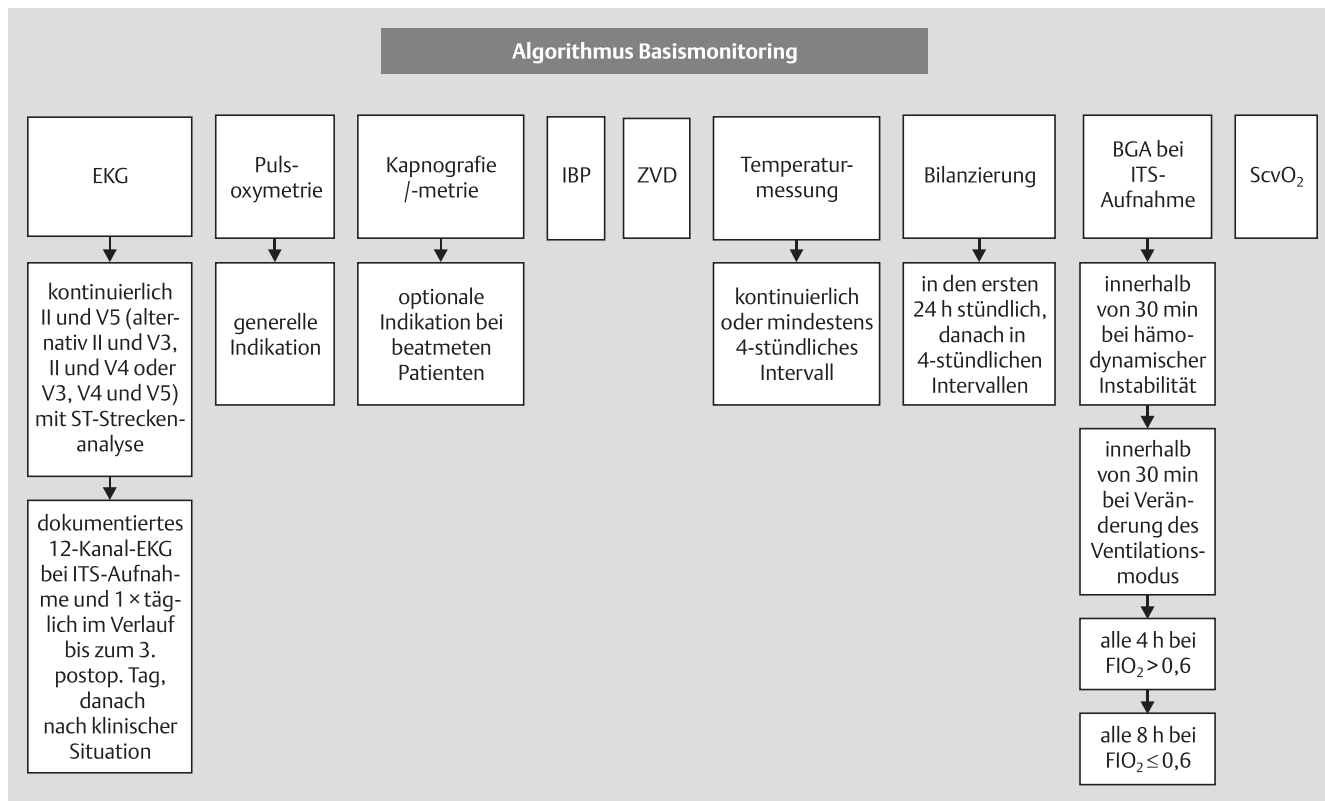 Algorithmus Basismonitoring
EKG
kontinuierlich
II und V5 (alter-
nativ II und V3,
II und V4 oder
V3, V4 und V5)
mit ST-Strecken-
analyse
dokumentiertes
12-Kanal-EKG
bei ITS-Aufnah-
me und 1 × täg-
lich im Verlauf
bis zum 3.
postop. Tag,
danach
nach klinischer
Situation
Puls-
oxymetrie
generelle
Indikation
Kapnografie
/-metrie
optionale
Indikation bei
beatmeten
Patienten
IBP
ZVD
Temperatur-
messung
kontinuierlich
oder mindestens
4-stündliches
Intervall
Bilanzierung
in den ersten
24 h stündlich,
danach in
4-stündlichen
Intervallen
BGA bei
ITS-
Aufnahme
innerhalb
von 30 min
bei hämo-
dynamischer
Instabilität
innerhalb
von 30 min
bei Verän-
derung des
Ventilations-
modus
alle 4 h bei
FIO₂ > 0,6
alle 8 h bei
FIO₂ ≤ 0,6
ScvO₂